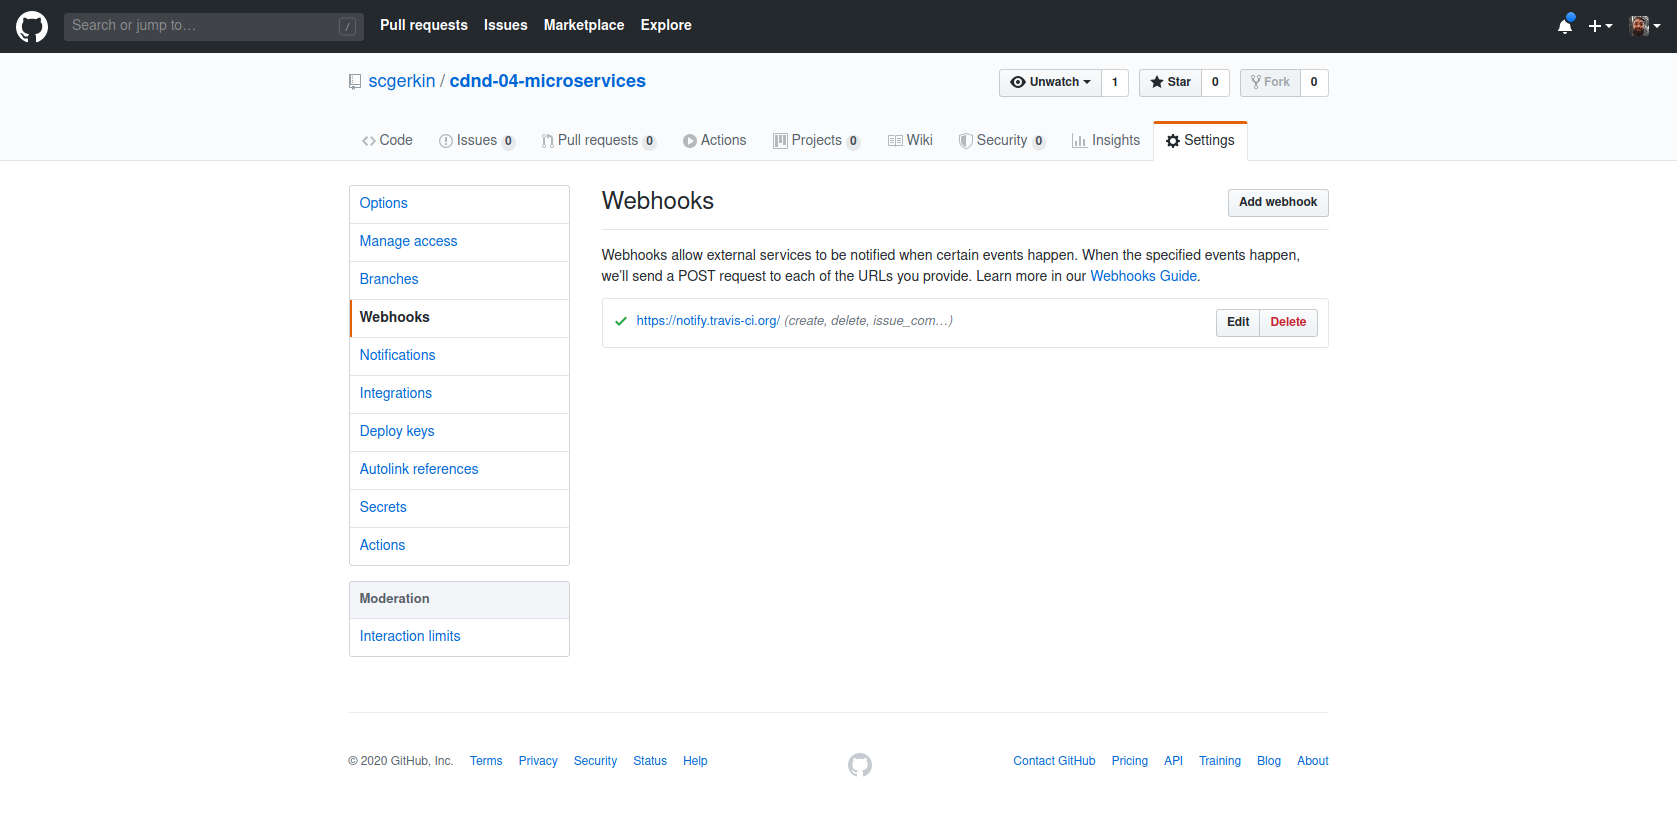 Search or jump to… /
Pull requests Issues Marketplace Explore
scgerkin / cdnd-04-microservices
Unwatch 1 Star 0 Fork 0
Code Issues 0 Pull requests 0 Actions Projects 0 Wiki Security 0 Insights Settings
Options
Manage access
Branches
Webhooks
Notifications
Integrations
Deploy keys
Autolink references
Secrets
Actions
Moderation
Interaction limits
Webhooks
Add webhook
Webhooks allow external services to be notified when certain events happen. When the specified events happen,
we'll send a POST request to each of the URLs you provide. Learn more in our Webhooks Guide.
https://notify.travis-ci.org/ (create, delete, issue_com…)
Edit Delete
© 2020 GitHub, Inc. Terms Privacy Security Status Help
Contact GitHub Pricing API Training Blog About